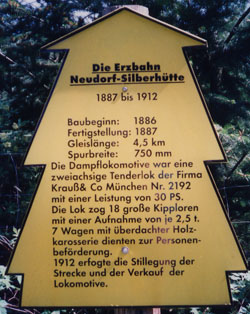 Die Erzbahn
Neudorf-Silberhütte
1887 bis 1912
Baubeginn: 1886
Fertigstellung: 1887
Gleislänge: 4,5 km
Spurbreite: 750 mm
Die Dampflokomotive war eine
zweiachsige Tenderlok der Firma
Krauß& Co München Nr. 2192
mit einer Leistung von 30 PS.
Die Lok zog 18 große Kipploren
mit einer Aufnahme von je 2,5 t.
7 Wagen mit überdachter Holz-
karosserie dienten zur Personen-
beförderung.
1912 erfogte die Stillegung der
Strecke und der Verkauf der
Lokomotive.